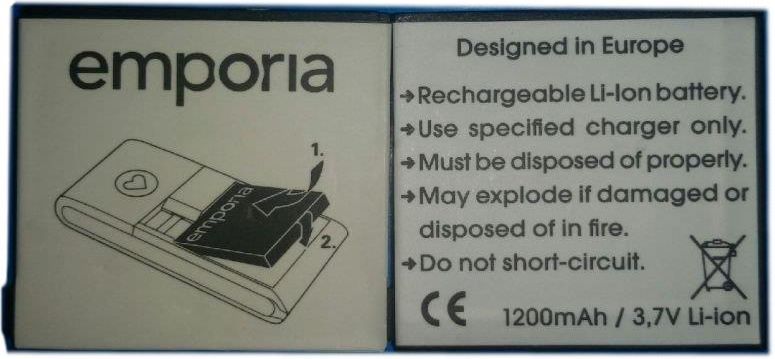 emporia
1.
emporia
2.
Designed in Europe
→Rechargeable Li-Ion battery.
→Use specified charger only.
→Must be disposed of properly.
→May explode if damaged or
disposed of in fire.
→Do not short-circuit.
CE 1200mAh / 3,7V Li-ion